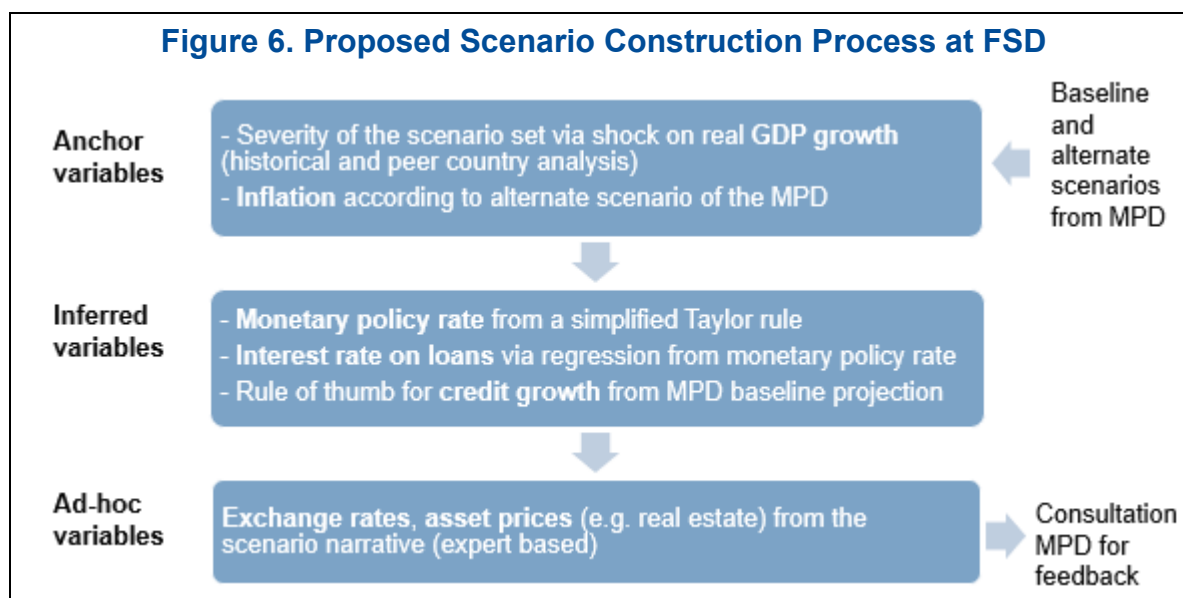 Figure 6. Proposed Scenario Construction Process at FSD
Anchor
variables
- Severity of the scenario set via shock on real GDP growth
(historical and peer country analysis)
- Inflation according to alternate scenario of the MPD
Baseline
and
alternate
scenarios
from MPD
Inferred
variables
- Monetary policy rate from a simplified Taylor rule
- Interest rate on loans via regression from monetary policy rate
- Rule of thumb for credit growth from MPD baseline projection
Ad-hoc
variables
Exchange rates, asset prices (e.g. real estate) from the
scenario narrative (expert based)
Consultation
MPD for
feedback